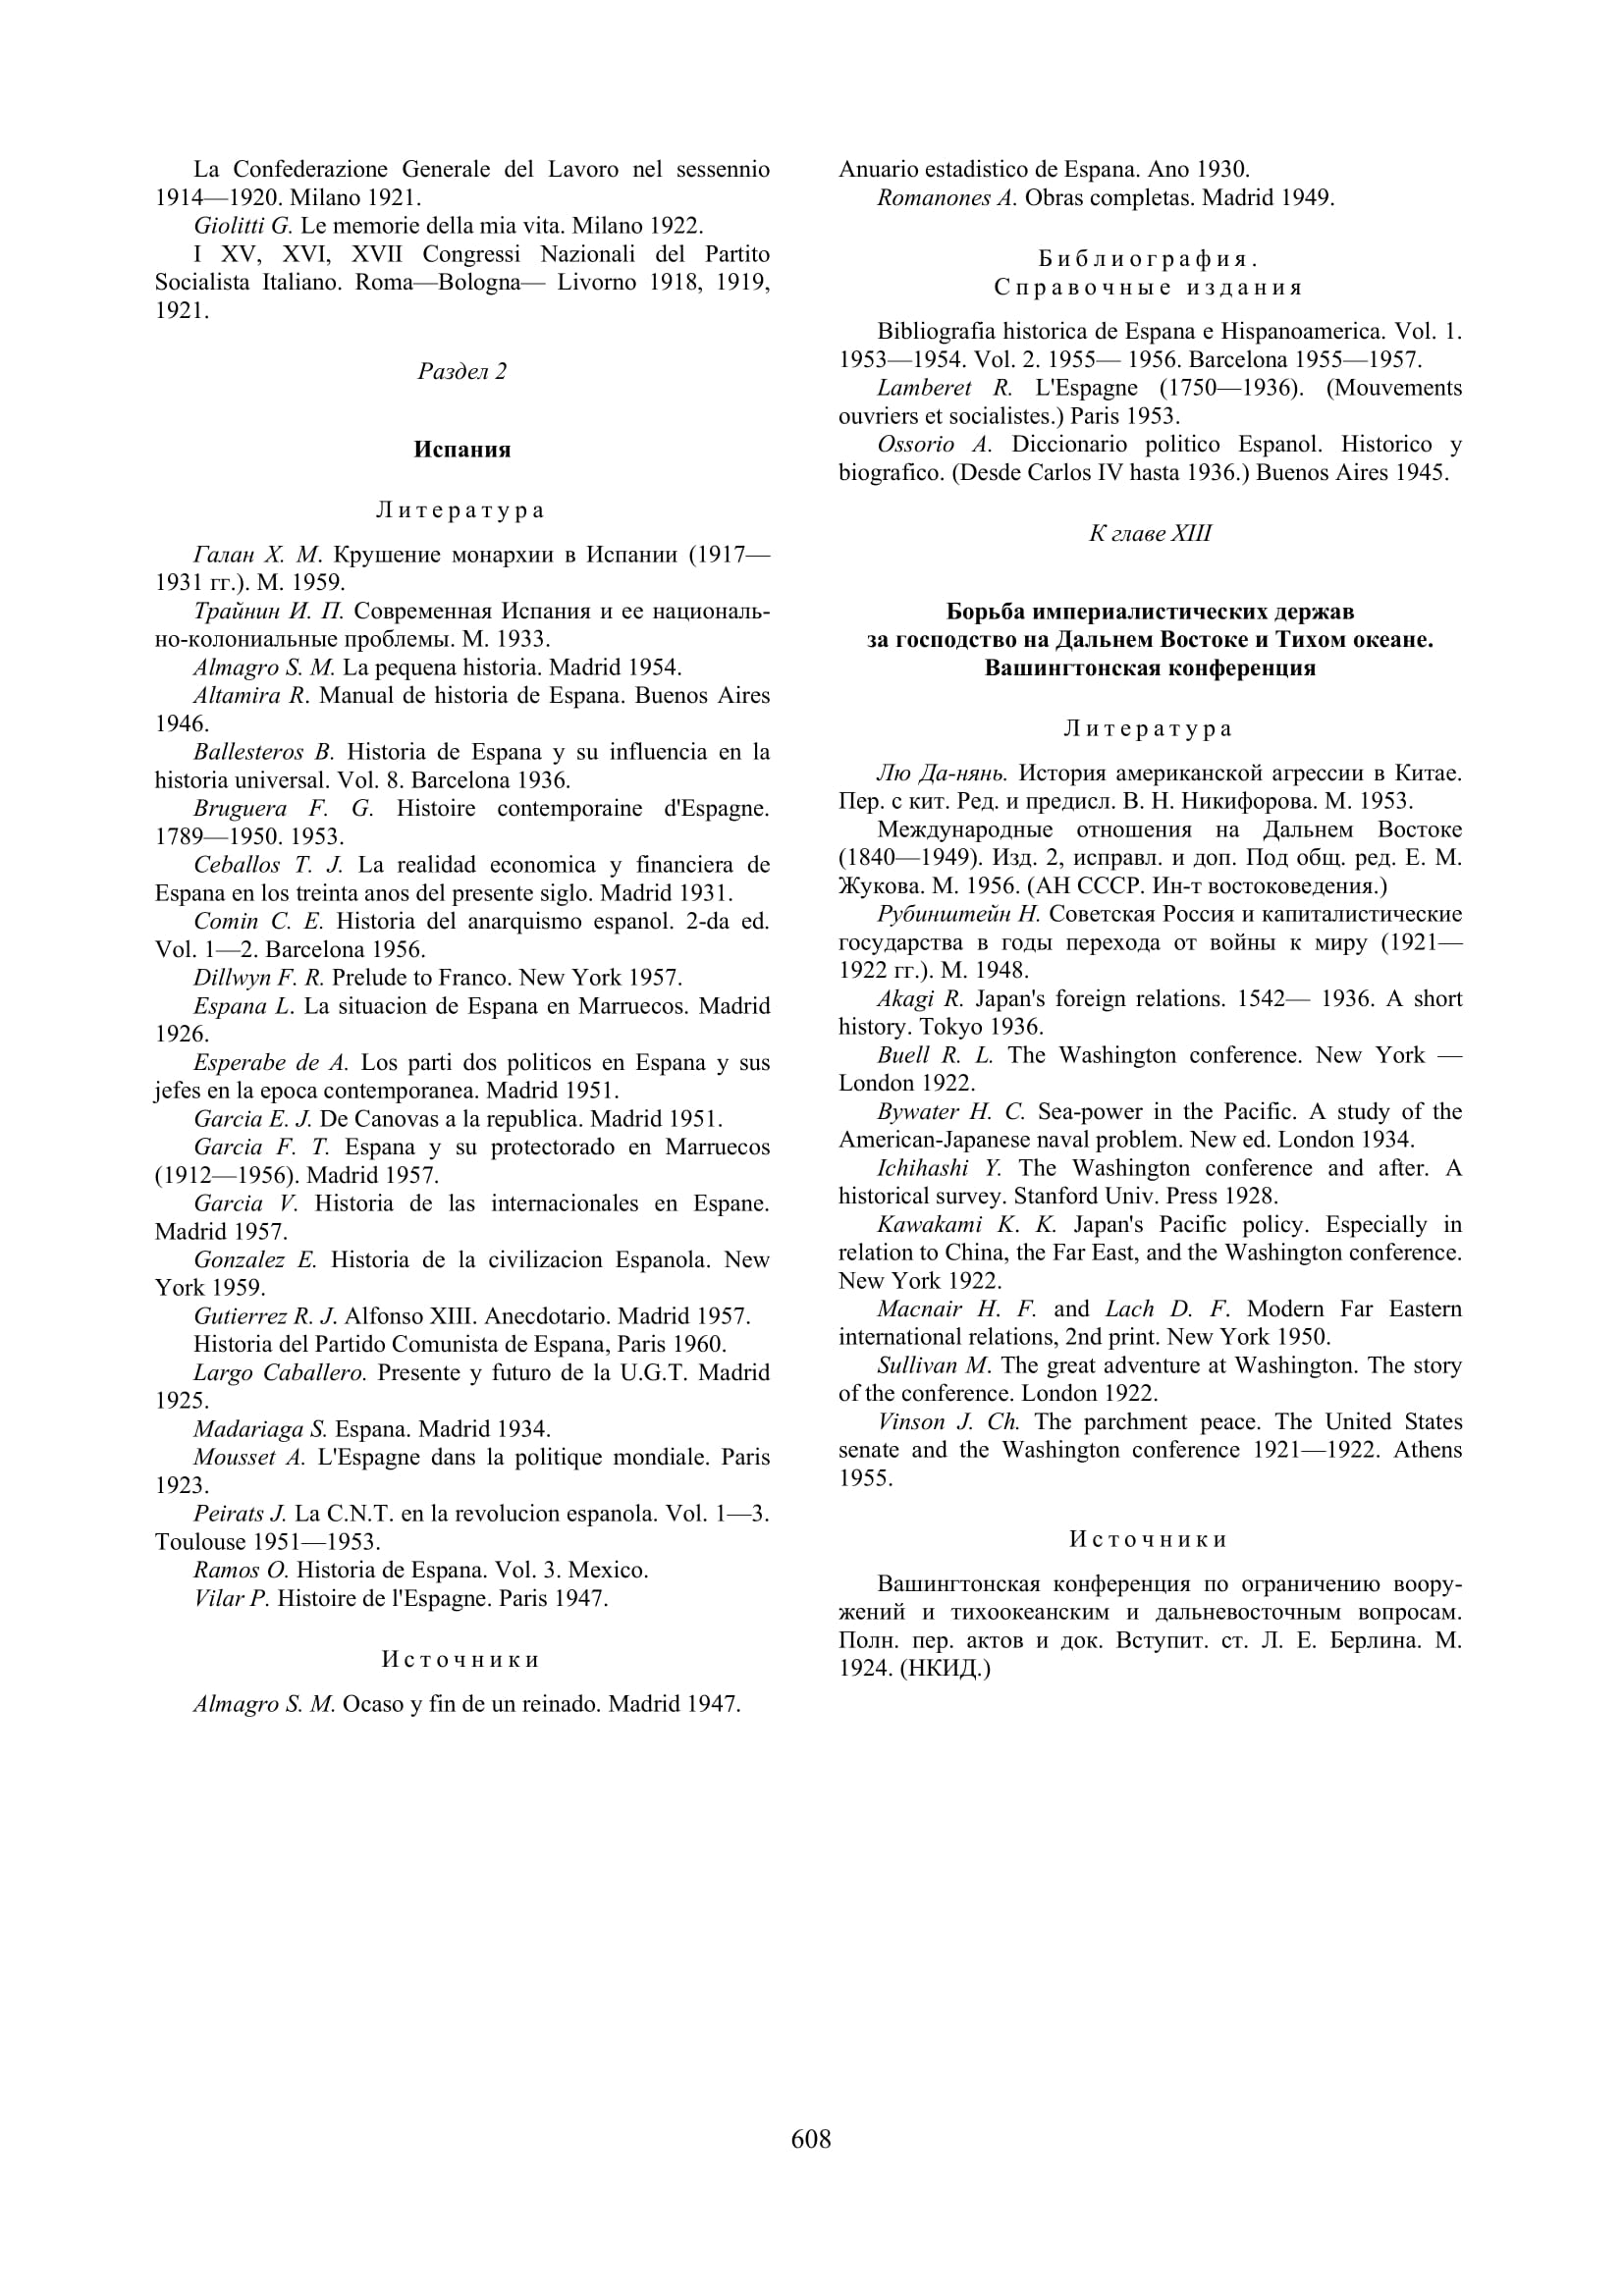 La Confederazione Generale del Lavoro nel sessennio
1914—1920. Milano 1921.
Giolitti G. Le memorie della mia vita. Milano 1922.
I XV, XVI, XVII Congressi Nazionali del Partito
Socialista Italiano. Roma—Bologna— Livorno 1918, 1919,
1921.
Раздел 2
Испания
Литература
Галан X. М. Крушение монархии в Испании (1917—
1931 гг.). М. 1959.
Трайнин И. П. Современная Испания и ее националь-
но-колониальные проблемы. М. 1933.
Almagro S. M. La pequena historia. Madrid 1954.
Altamira R. Manual de historia de Espana. Buenos Aires
1946.
Ballesteros B. Historia de Espana y su influencia en la
historia universal. Vol. 8. Barcelona 1936.
Bruguera F. G. Histoire contemporaine d'Espagne.
1789—1950. 1953.
Ceballos T. J. La realidad economica y financiera de
Espana en los treinta anos del presente siglo. Madrid 1931.
Comin C. E. Historia del anarquismo espanol. 2-da ed.
Vol. 1—2. Barcelona 1956.
Dillwyn F. R. Prelude to Franco. New York 1957.
Espana L. La situacion de Espana en Marruecos. Madrid
1926.
Esperabe de A. Los parti dos politicos en Espana y sus
jefes en la epoca contemporanea. Madrid 1951.
Garcia E. J. De Canovas a la republica. Madrid 1951.
Garcia F. T. Espana y su protectorado en Marruecos
(1912—1956). Madrid 1957.
Garcia V. Historia de las internacionales en Espane.
Madrid 1957.
Gonzalez E. Historia de la civilizacion Espanola. New
York 1959.
Gutierrez R. J. Alfonso XIII. Anecdotario. Madrid 1957.
Historia del Partido Comunista de Espana, Paris 1960.
Largo Caballero. Presente y futuro de la U.G.T. Madrid
1925.
Madariaga S. Espana. Madrid 1934.
Mousset A. L'Espagne dans la politique mondiale. Paris
1923.
Peirats J. La C.N.T. en la revolucion espanola. Vol. 1—3.
Toulouse 1951—1953.
Ramos O. Historia de Espana. Vol. 3. Mexico.
Vilar P. Histoire de l'Espagne. Paris 1947.
Источники
Almagro S. M. Ocaso y fin de un reinado. Madrid 1947.
Anuario estadistico de Espana. Ano 1930.
Romanones A. Obras completas. Madrid 1949.
Библиография.
Справочные издания
Bibliografia historica de Espana e Hispanoamerica. Vol. 1.
1953—1954. Vol. 2. 1955— 1956. Barcelona 1955—1957.
Lamberet R. L'Espagne (1750—1936). (Mouvements
ouvriers et socialistes.) Paris 1953.
Ossorio A. Diccionario politico Espanol. Historico y
biografico. (Desde Carlos IV hasta 1936.) Buenos Aires 1945.
К главе XIII
Борьба империалистических держав
за господство на Дальнем Востоке и Тихом океане.
Вашингтонская конференция
Литература
Лю Да-нянь. История американской агрессии в Китае.
Пер. с кит. Ред. и предисл. В. Н. Никифорова. М. 1953.
Международные отношения на Дальнем Востоке
(1840—1949). Изд. 2, исправл. и доп. Под общ. ред. Е. М.
Жукова. М. 1956. (АН СССР. Ин-т востоковедения.)
Рубинштейн Н. Советская Россия и капиталистические
государства в годы перехода от войны к миру (1921—
1922 гг.). М. 1948.
Akagi R. Japan's foreign relations. 1542— 1936. A short
history. Tokyo 1936.
Buell R. L. The Washington conference. New York —
London 1922.
Bywater H. C. Sea-power in the Pacific. A study of the
American-Japanese naval problem. New ed. London 1934.
Ichihashi Y. The Washington conference and after. A
historical survey. Stanford Univ. Press 1928.
Kawakami K. K. Japan's Pacific policy. Especially in
relation to China, the Far East, and the Washington conference.
New York 1922.
Macnair H. F. and Lach D. F. Modern Far Eastern
international relations, 2nd print. New York 1950.
Sullivan M. The great adventure at Washington. The story
of the conference. London 1922.
Vinson J. Ch. The parchment peace. The United States
senate and the Washington conference 1921—1922. Athens
1955.
Источники
Вашингтонская конференция по ограничению воору-
жений и тихоокеанским и дальневосточным вопросам.
Полн. пер. актов и док. Вступит. ст. Л. Е. Берлина. М.
1924. (НКИД.)
608